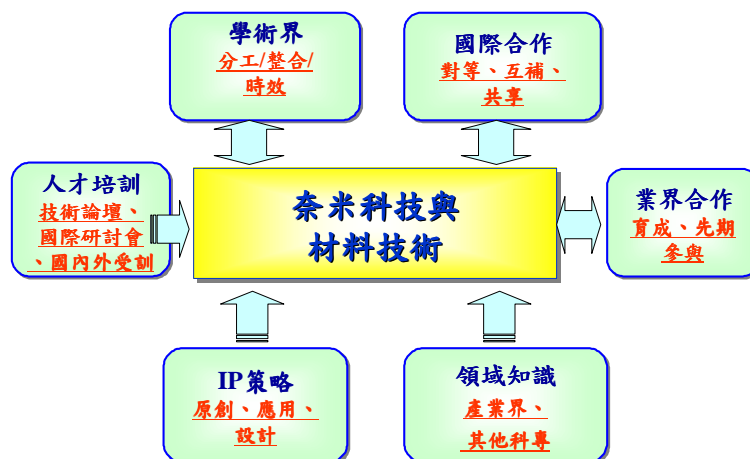 學術界
分工/整合/
時效
國際合作
對等、互補、
共享
人才培訓
技術論壇、
國際研討會
、國內外受訓
奈米科技與
材料技術
業界合作
育成、先期
參與
IP策略
原創、應用、
設計
領域知識
產業界、
其他科專